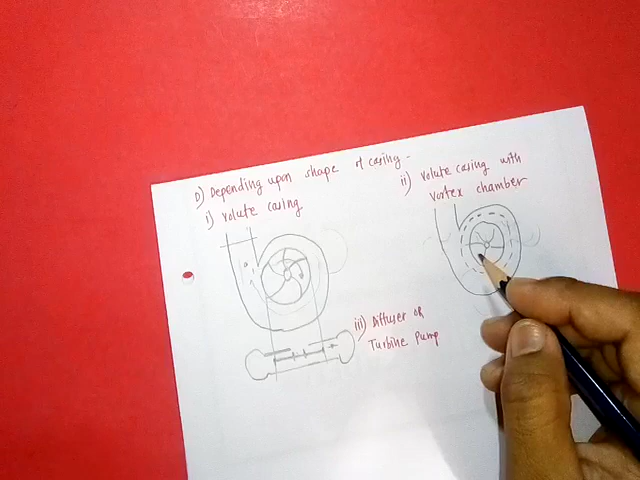 D) Depending upon shape of casing -
i) Volute casing
ii) Volute casing with
vortex chamber
iii) Diffuser or
Turbine Pump